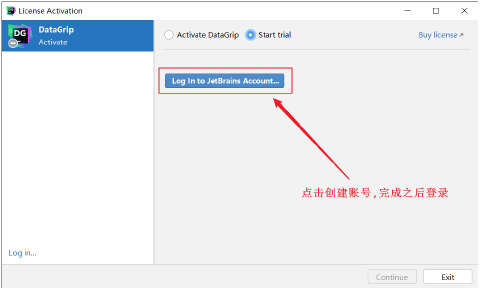 License Activation
DG
DataGrip
Activate
Activate DataGrip
Start trial
Buy license
Log In to JetBrains Account...
点击创建账号,完成之后登录
Log in...
Continue
Exit